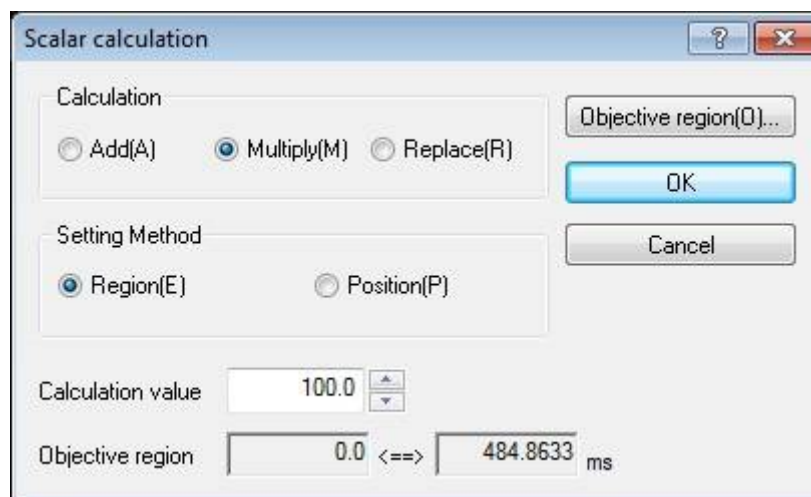 Scalar calculation
Calculation
Objective region(O)...
Add(A) Multiply(M) Replace(R)
OK
Setting Method
Cancel
Region(E) Position(P)
Calculation value 100.0
Objective region 0.0 <==> 484.8633 ms